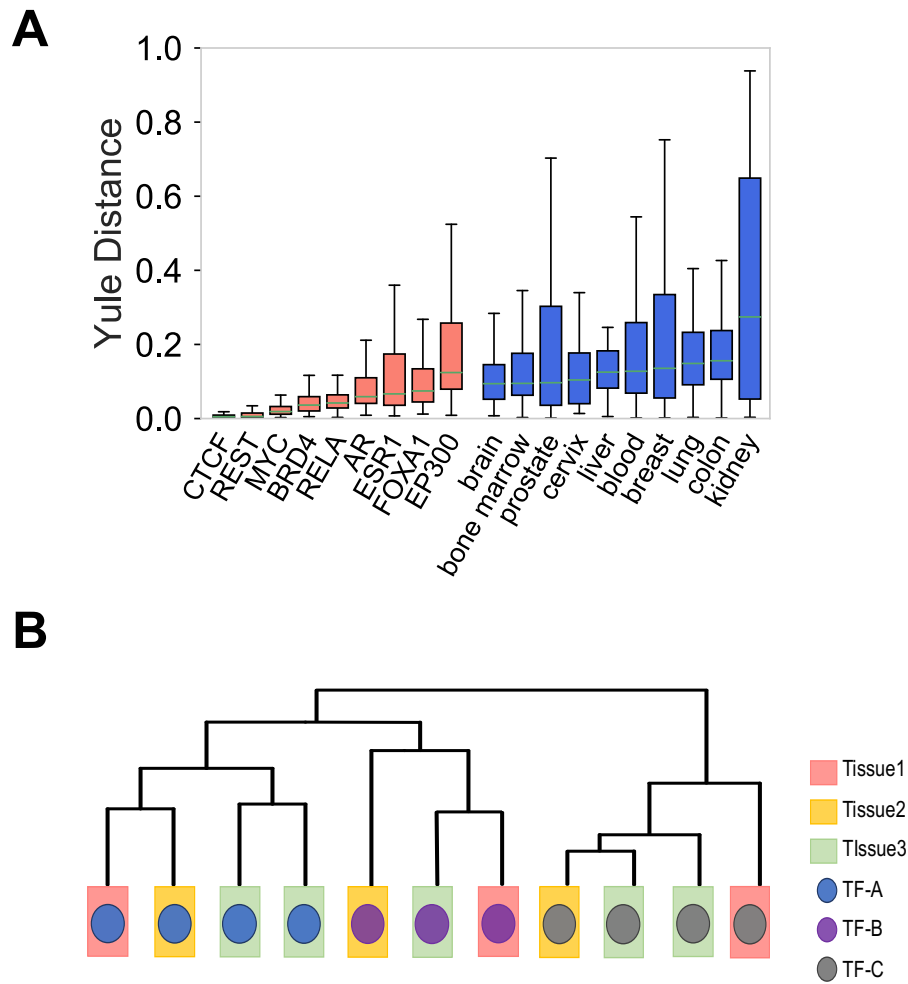 A
Yule Distance
1.0
0.8
0.6
0.4
0.2
0.0
CTCF
REST
MYC
BRD4
RELA
AR
ESR1
FOXA1
EP300
brain
bone marrow
prostate
cervix
liver
blood
breast
lung
colon
kidney
B
Tissue1
Tissue2
TIssue3
TF-A
TF-B
TF-C